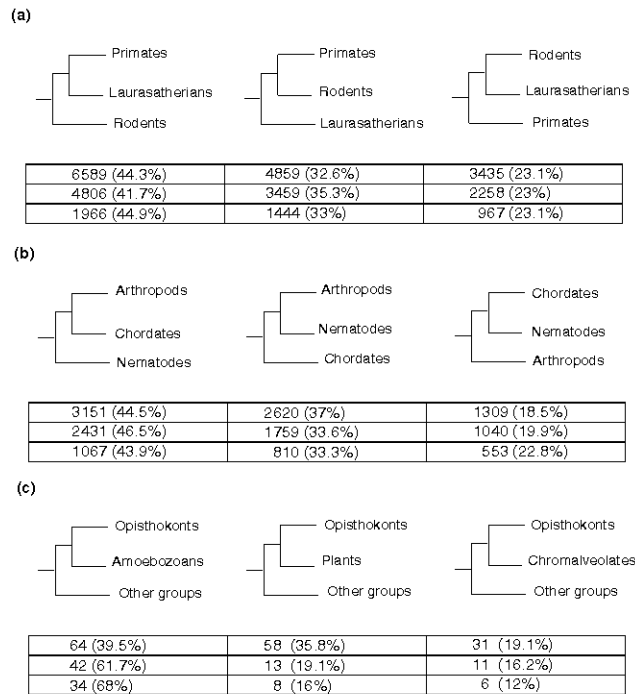 (a)
Primates Primates Rodents
Laurasatherians Rodents Laurasatherians
Rodents Laurasatherians Primates
6589 (44.3%) 4859 (32.6%) 3435 (23.1%)
4806 (41.7%) 3459 (35.3%) 2258 (23%)
1966 (44.9%) 1444 (33%) 967 (23.1%)
(b)
Arthropods Arthropods Chordates
Chordates Nematodes Nematodes
Nematodes Chordates Arthropods
3151 (44.5%) 2620 (37%) 1309 (18.5%)
2431 (46.5%) 1759 (33.6%) 1040 (19.9%)
1067 (43.9%) 810 (33.3%) 553 (22.8%)
(c)
Opisthokonts Opisthokonts Opisthokonts
Amoebozoans Plants Chromalveolates
Other groups Other groups Other groups
64 (39.5%) 58 (35.8%) 31 (19.1%)
42 (61.7%) 13 (19.1%) 11 (16.2%)
34 (68%) 8 (16%) 6 (12%)